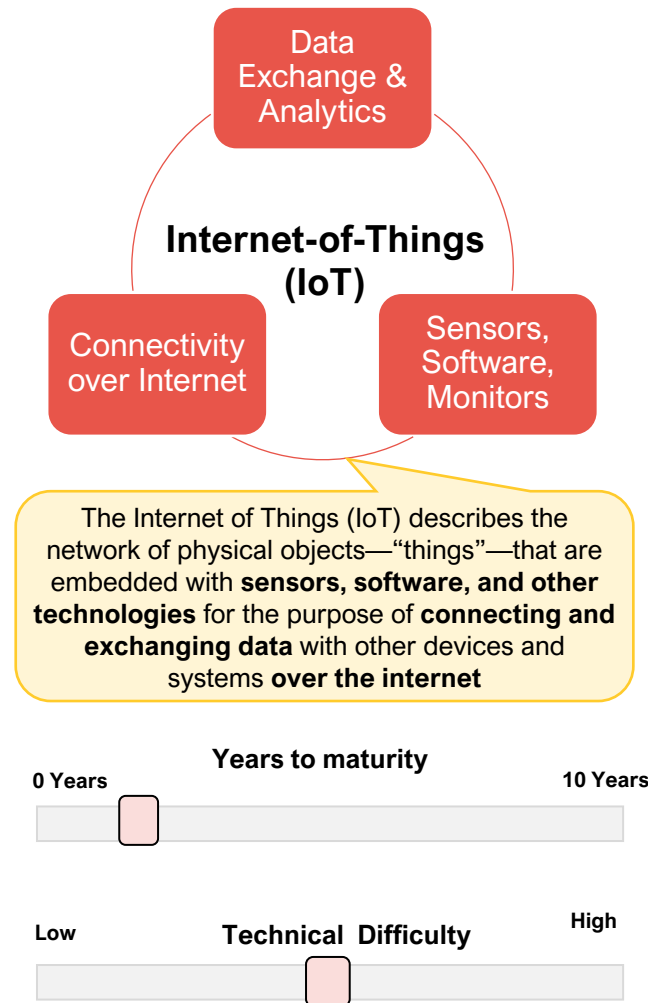 Data
Exchange &
Analytics
Internet-of-Things
(IoT)
Connectivity
over Internet
Sensors,
Software,
Monitors
The Internet of Things (IoT) describes the
network of physical objects—“things”—that are
embedded with sensors, software, and other
technologies for the purpose of connecting and
exchanging data with other devices and
systems over the internet
Years to maturity
0 Years
10 Years
Low
Technical Difficulty
High